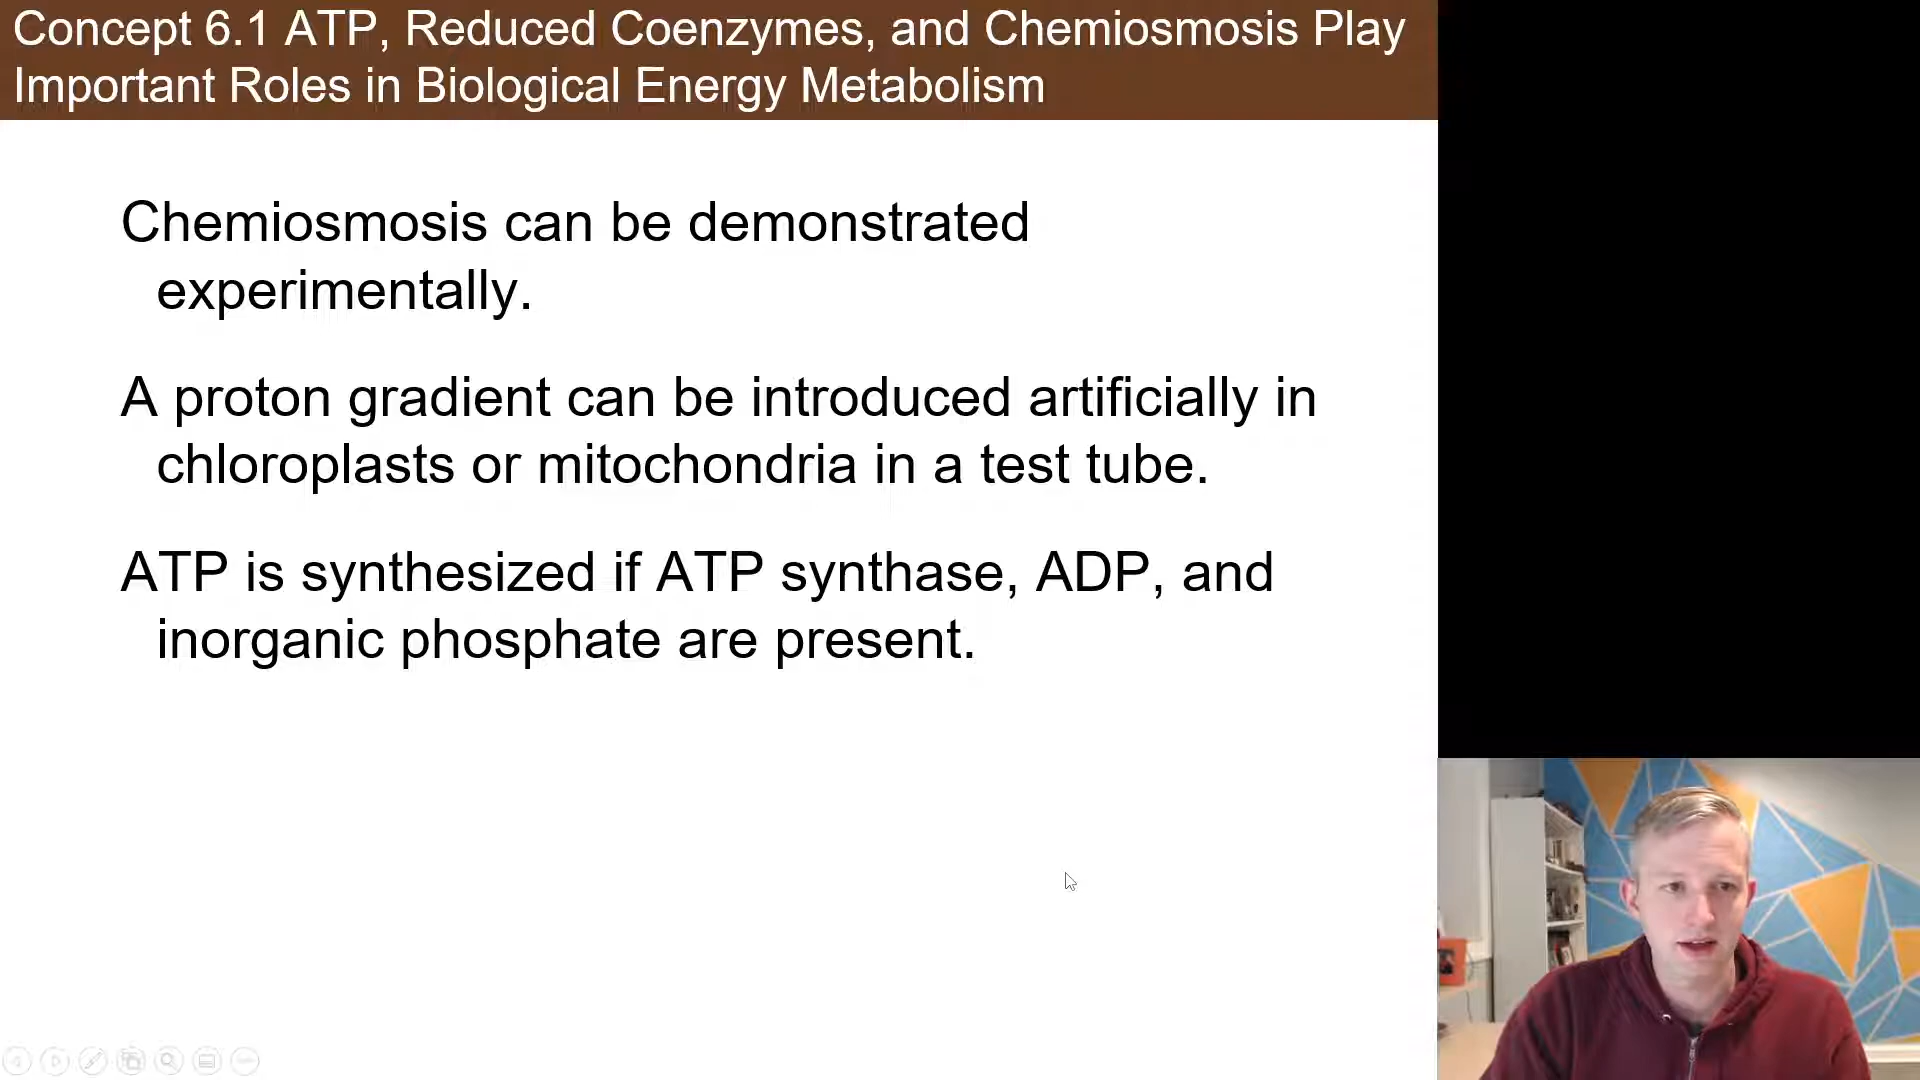 Concept 6.1 ATP, Reduced Coenzymes, and Chemiosmosis Play
Important Roles in Biological Energy Metabolism
Chemiosmosis can be demonstrated
experimentally.
A proton gradient can be introduced artificially in
chloroplasts or mitochondria in a test tube.
ATP is synthesized if ATP synthase, ADP, and
inorganic phosphate are present.